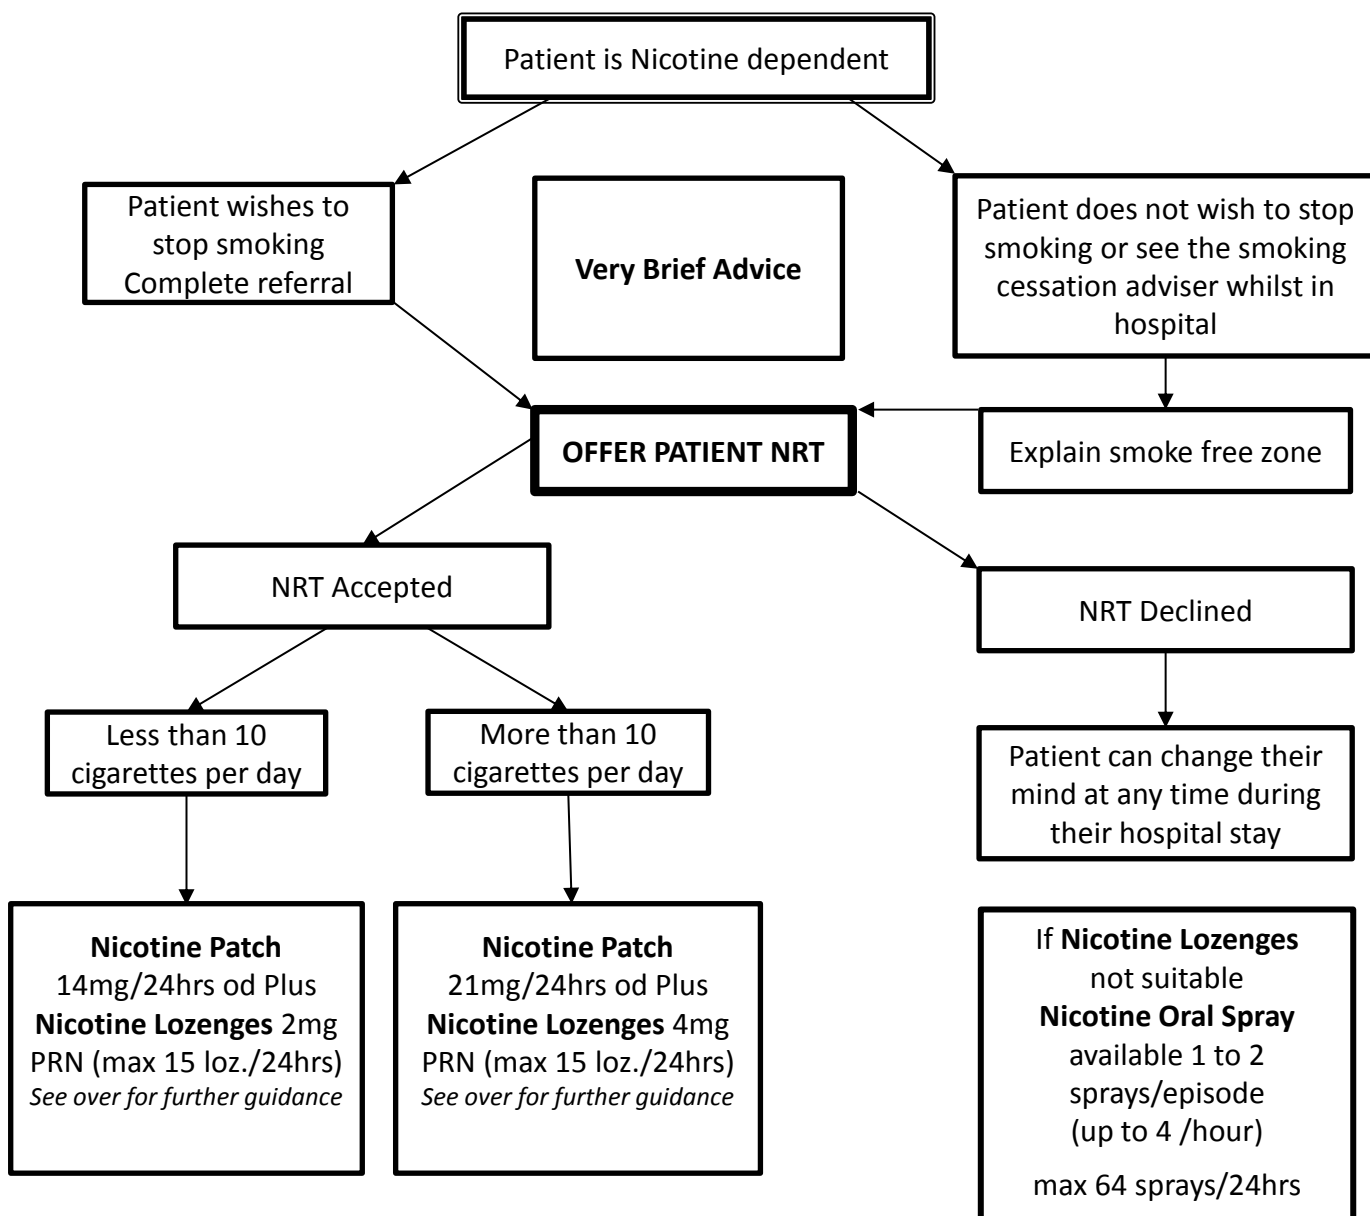 Patient is Nicotine dependent
Patient wishes to
stop smoking
Complete referral
Very Brief Advice
Patient does not wish to stop
smoking or see the smoking
cessation adviser whilst in
hospital
OFFER PATIENT NRT
Explain smoke free zone
NRT Accepted
NRT Declined
Less than 10
cigarettes per day
More than 10
cigarettes per day
Patient can change their
mind at any time during
their hospital stay
Nicotine Patch
14mg/24hrs od Plus
Nicotine Lozenges 2mg
PRN (max 15 loz./24hrs)
See over for further guidance
Nicotine Patch
21mg/24hrs od Plus
Nicotine Lozenges 4mg
PRN (max 15 loz./24hrs)
See over for further guidance
If Nicotine Lozenges
not suitable
Nicotine Oral Spray
available 1 to 2
sprays/episode
(up to 4 /hour)
max 64 sprays/24hrs